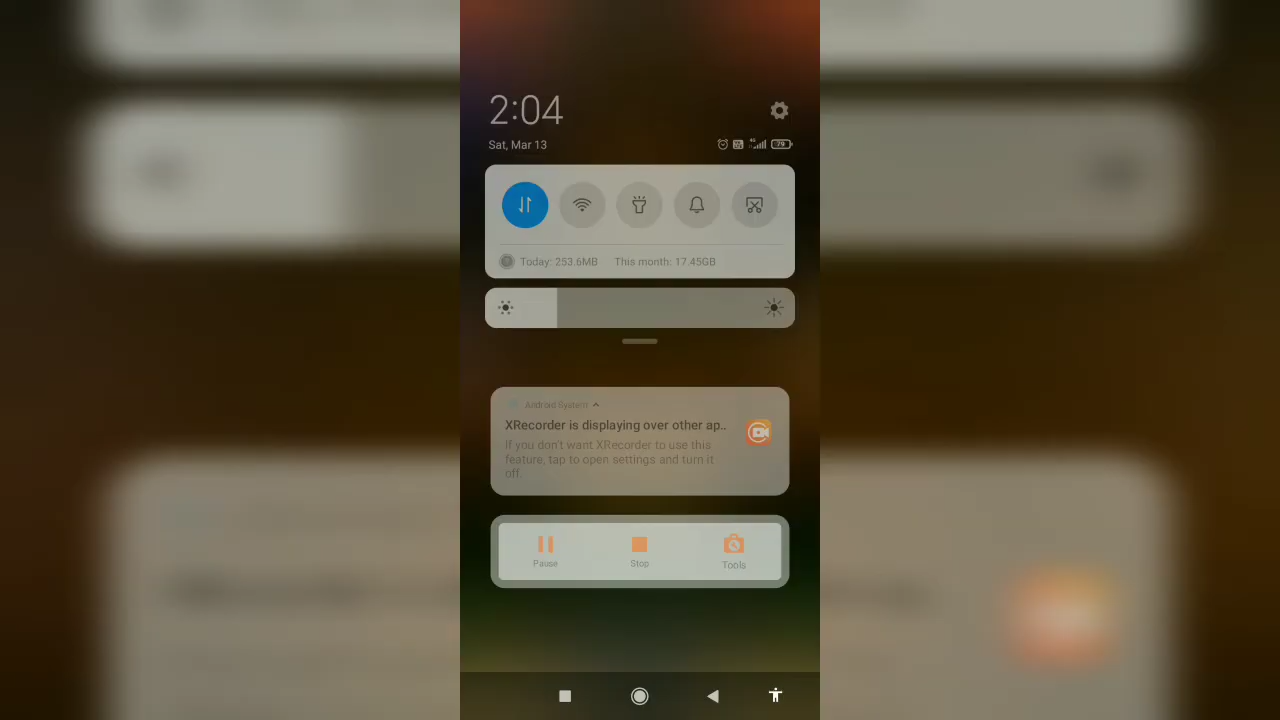 2:04
Sat, Mar 13
4G
79
Today: 253.6MB This month: 17.45GB
Android System
XRecorder is displaying over other ap..
If you don't want XRecorder to use this
feature, tap to open settings and turn it
off.
Pause Stop Tools